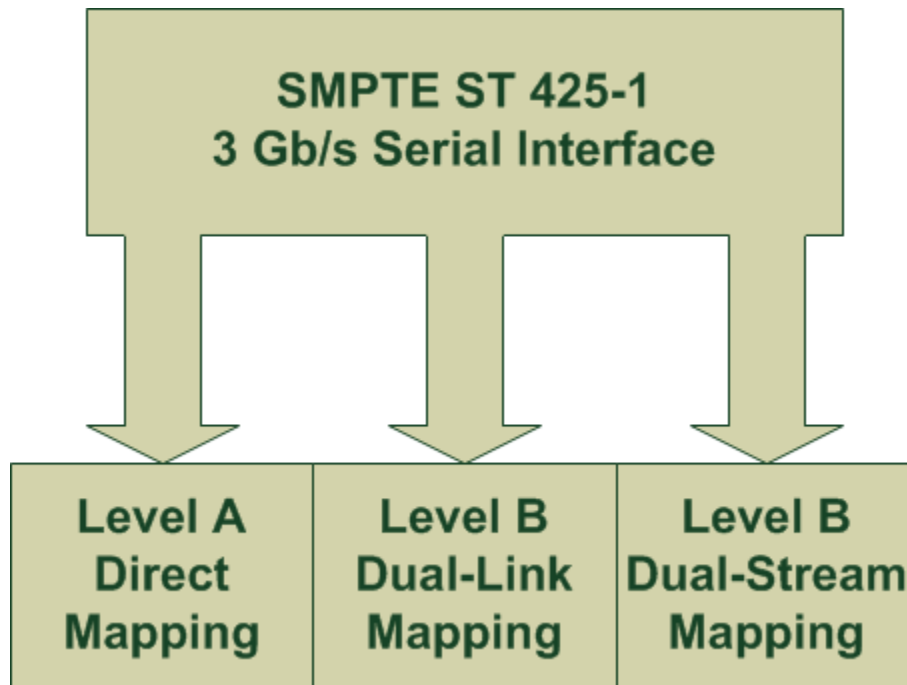 SMPTE ST 425-1
3 Gb/s Serial Interface
Level A
Direct
Mapping
Level B
Dual-Link
Mapping
Level B
Dual-Stream
Mapping